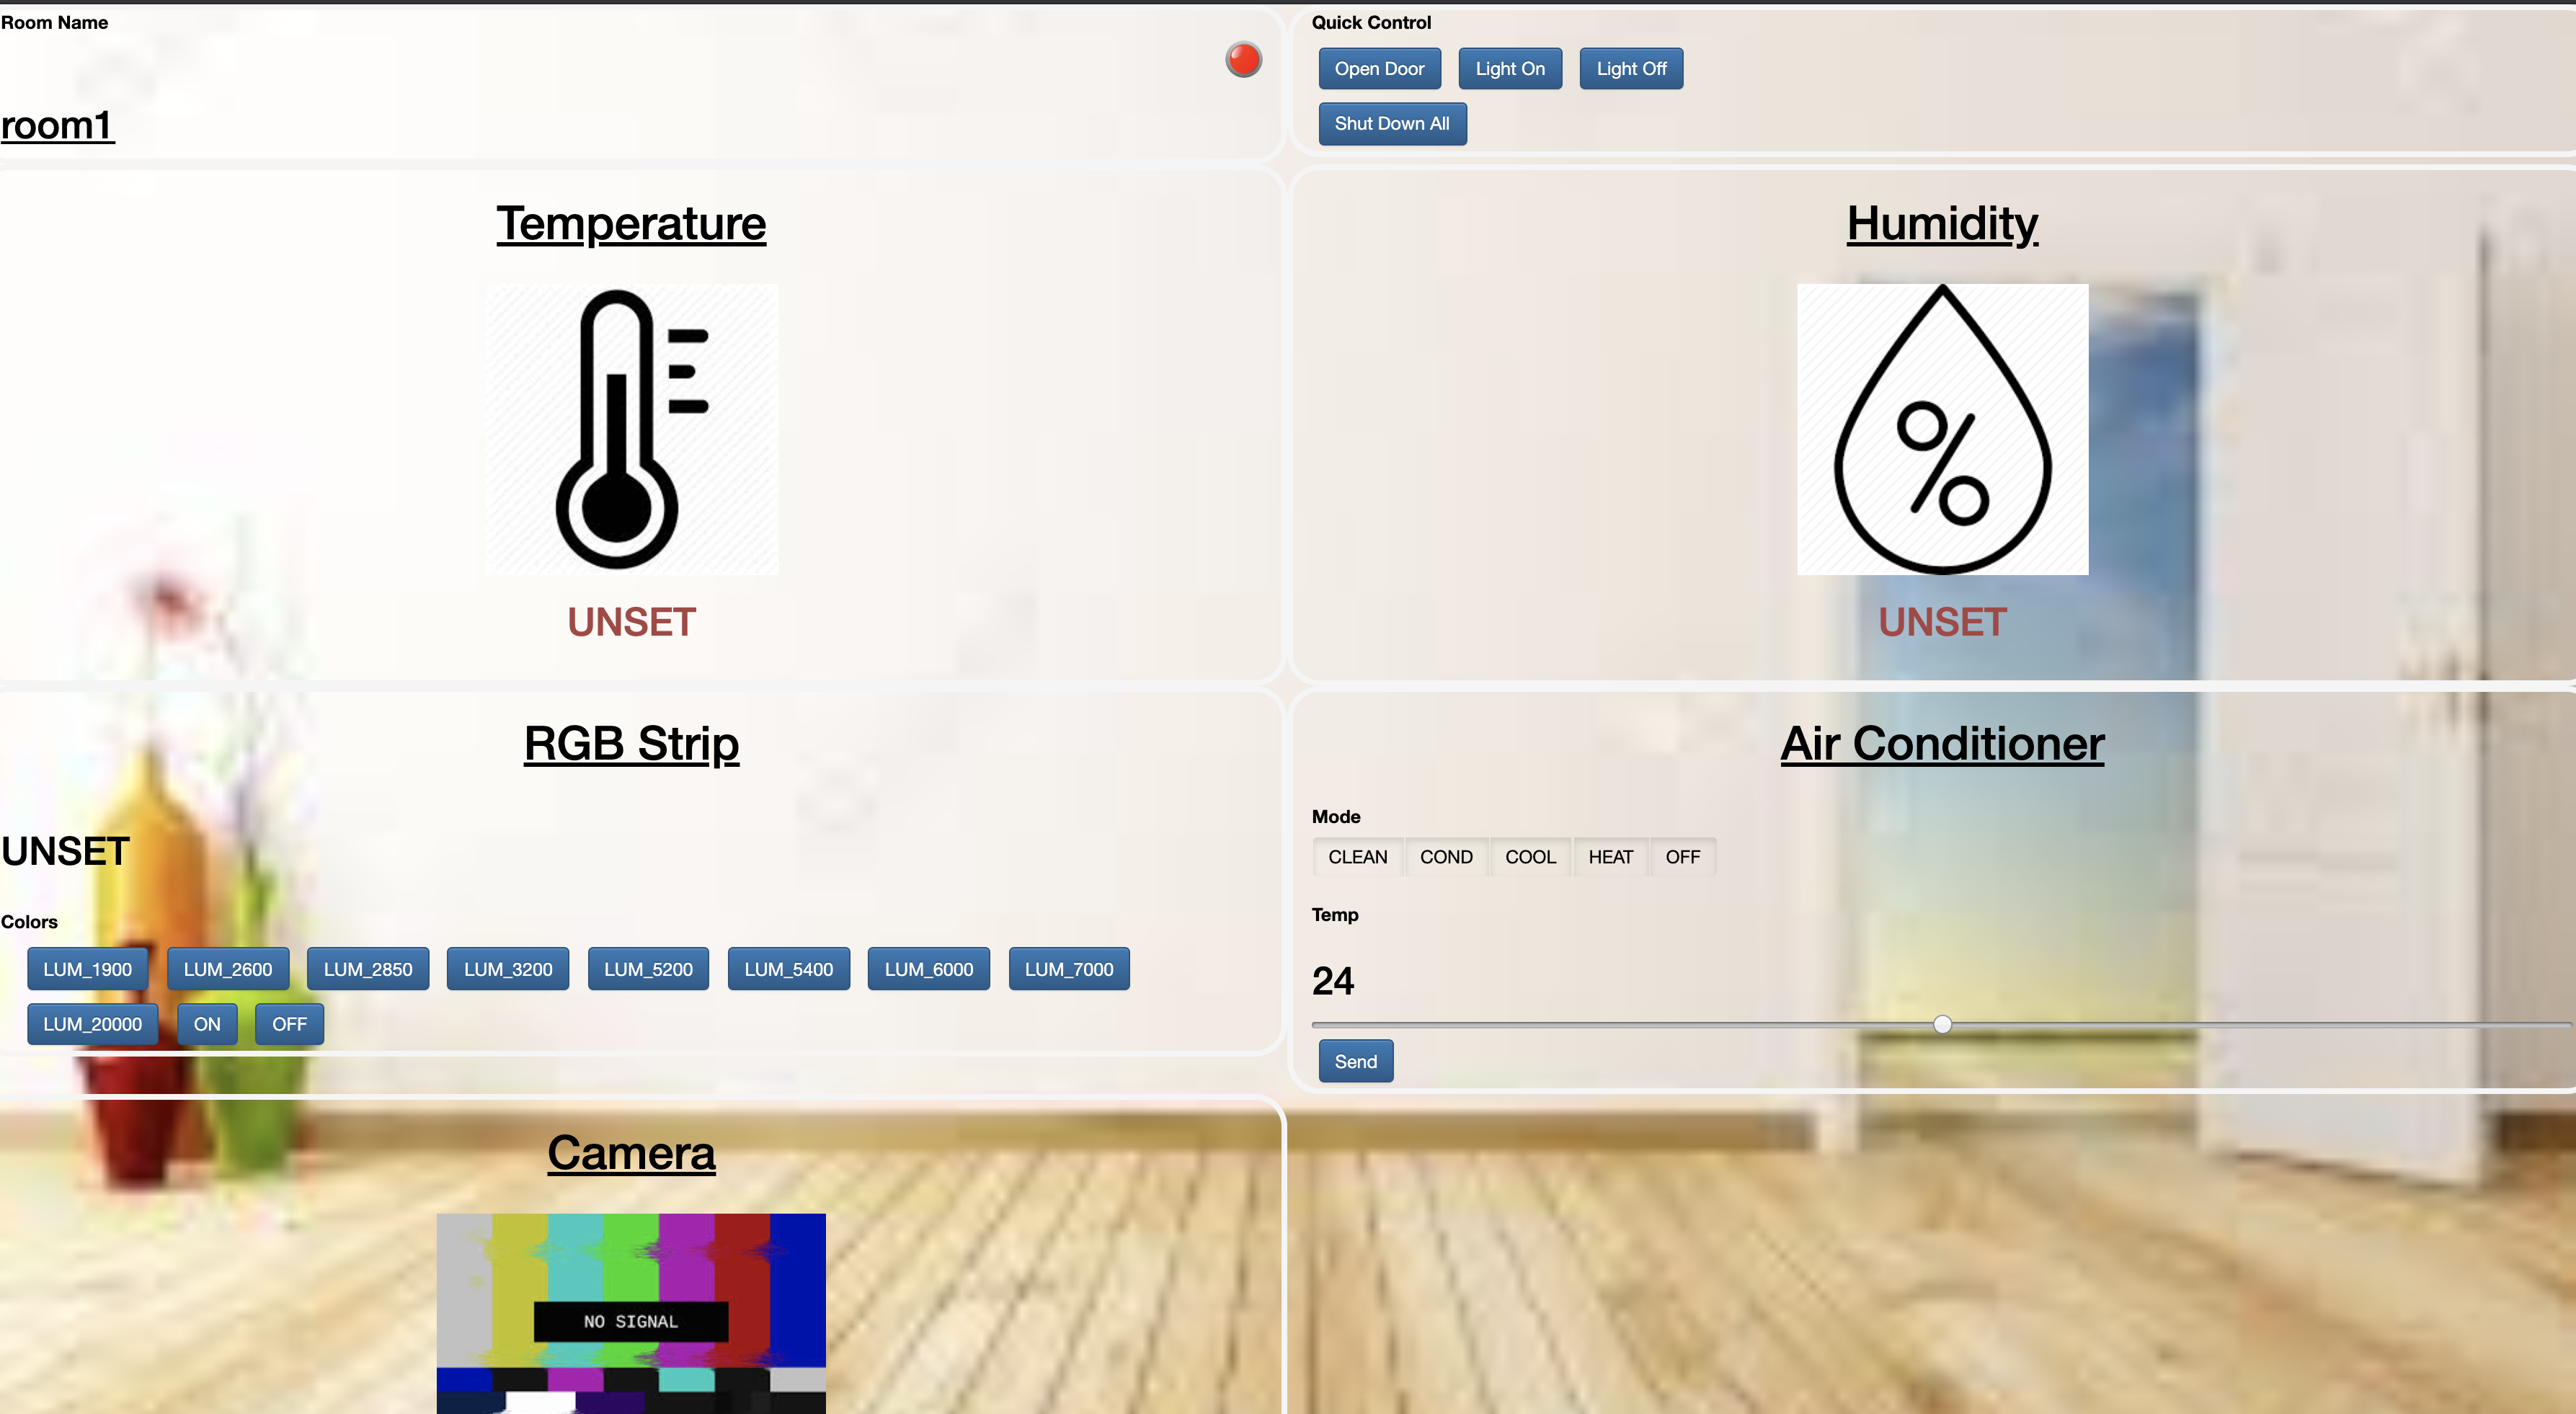 Room Name
room1
Quick Control
Open Door Light On Light Off
Shut Down All
Temperature
UNSET
Humidity
%
UNSET
RGB Strip
UNSET
Colors
LUM_1900 LUM_2600 LUM_2850 LUM_3200 LUM_5200 LUM_5400 LUM_6000 LUM_7000
LUM_20000 ON OFF
Air Conditioner
Mode
CLEAN COND COOL HEAT OFF
Temp
24
Send
Camera
NO SIGNAL